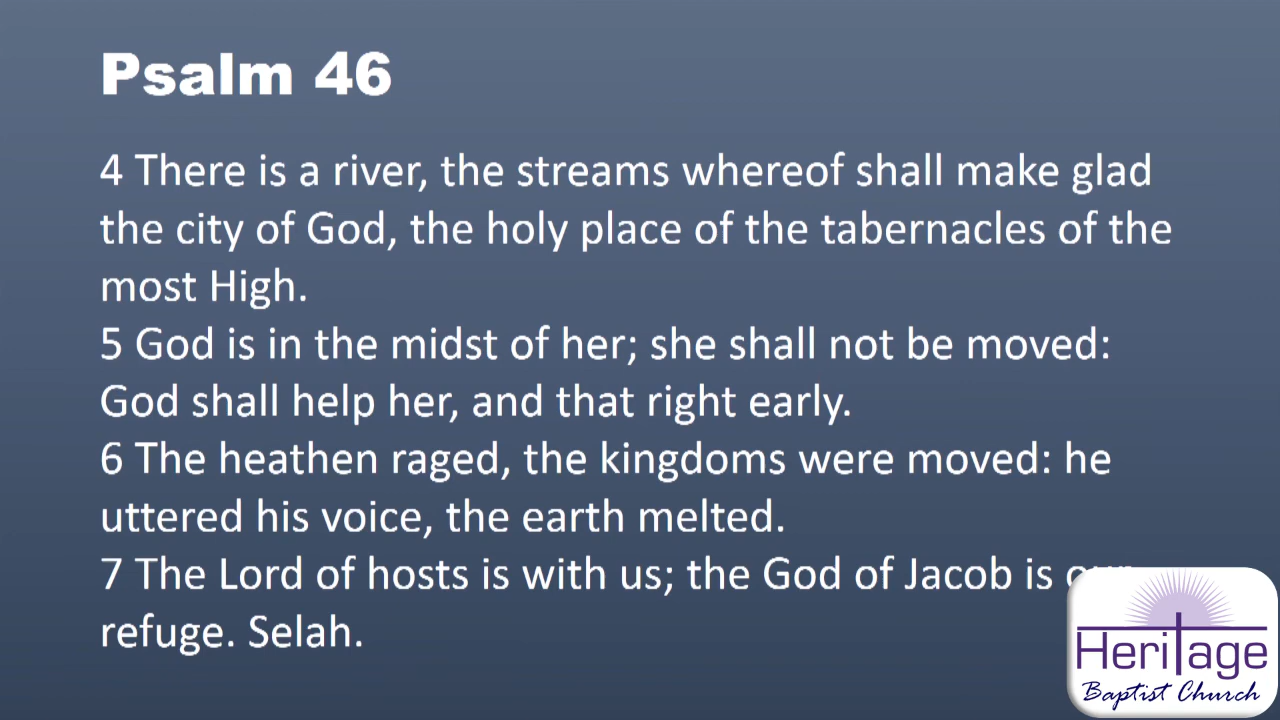 Psalm 46
4 There is a river, the streams whereof shall make glad
the city of God, the holy place of the tabernacles of the
most High.
5 God is in the midst of her; she shall not be moved:
God shall help her, and that right early.
6 The heathen raged, the kingdoms were moved: he
uttered his voice, the earth melted.
7 The Lord of hosts is with us; the God of Jacob is our
refuge. Selah.
Heritage
Baptist Church